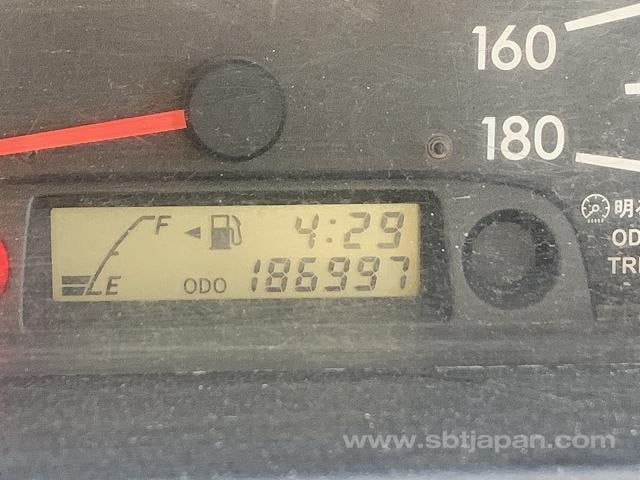 160
180
F 4:29
E ODO 186997
明
OD
TR
www.sbtjapan.com